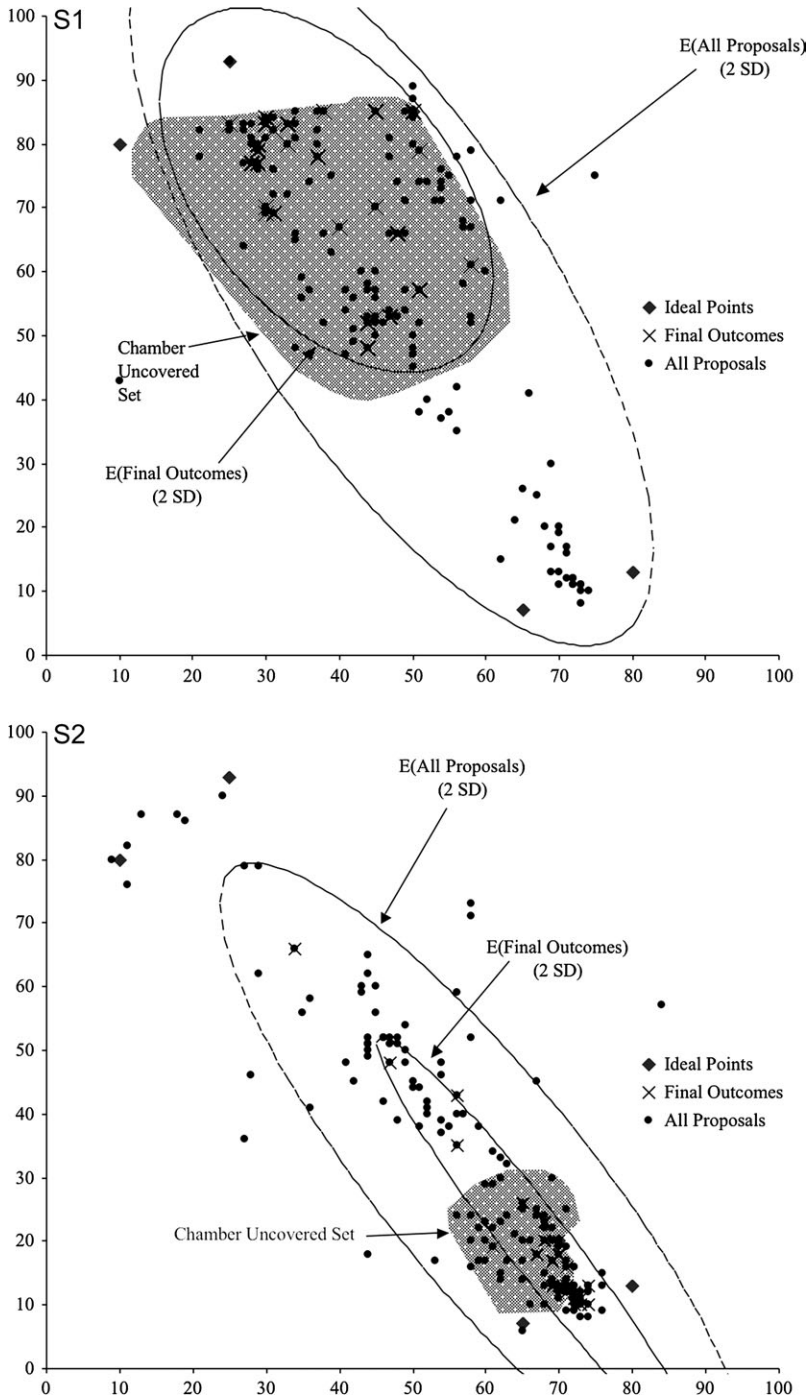 S1
100
90
80
70
60
50
40
30
20
10
0
E(All Proposals)
(2 SD)
Ideal Points
Final Outcomes
All Proposals
Chamber
Uncovered
Set
E(Final Outcomes)
(2 SD)
0 10 20 30 40 50 60 70 80 90 100
S2
100
90
80
70
60
50
40
30
20
10
0
E(All Proposals)
(2 SD)
E(Final Outcomes)
(2 SD)
Ideal Points
Final Outcomes
All Proposals
Chamber Uncovered Set
0 10 20 30 40 50 60 70 80 90 100